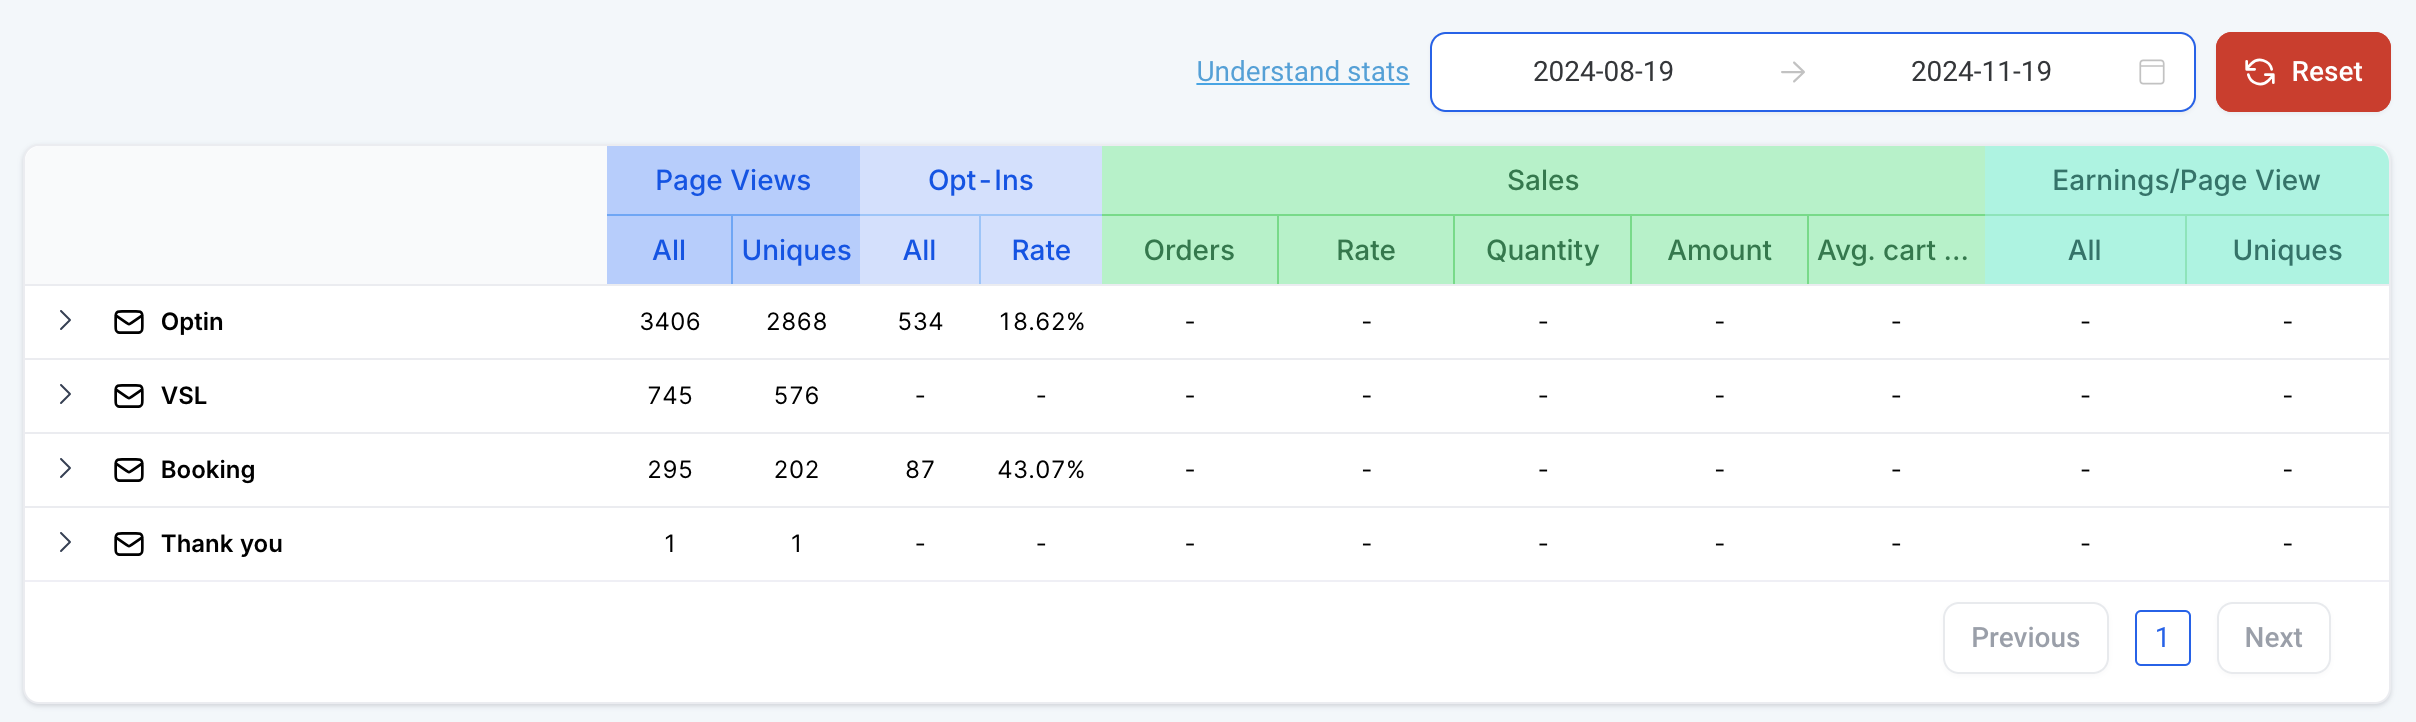 Understand stats 2024-08-19 → 2024-11-19 Reset
Page Views Opt-Ins Sales Earnings/Page View
All Uniques All Rate Orders Rate Quantity Amount Avg. cart ... All Uniques
Optin 3406 2868 534 18.62% - - - - - - -
VSL 745 576 - - - - - - - - -
Booking 295 202 87 43.07% - - - - - - -
Thank you 1 1 - - - - - - - - -
Previous 1 Next